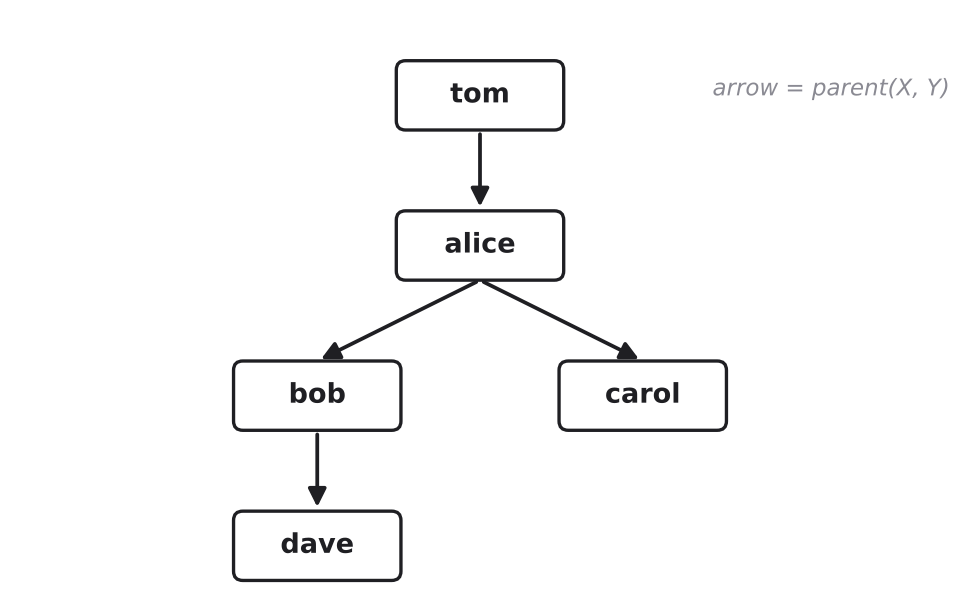 tom
arrow = parent(X, Y)
alice
bob
carol
dave